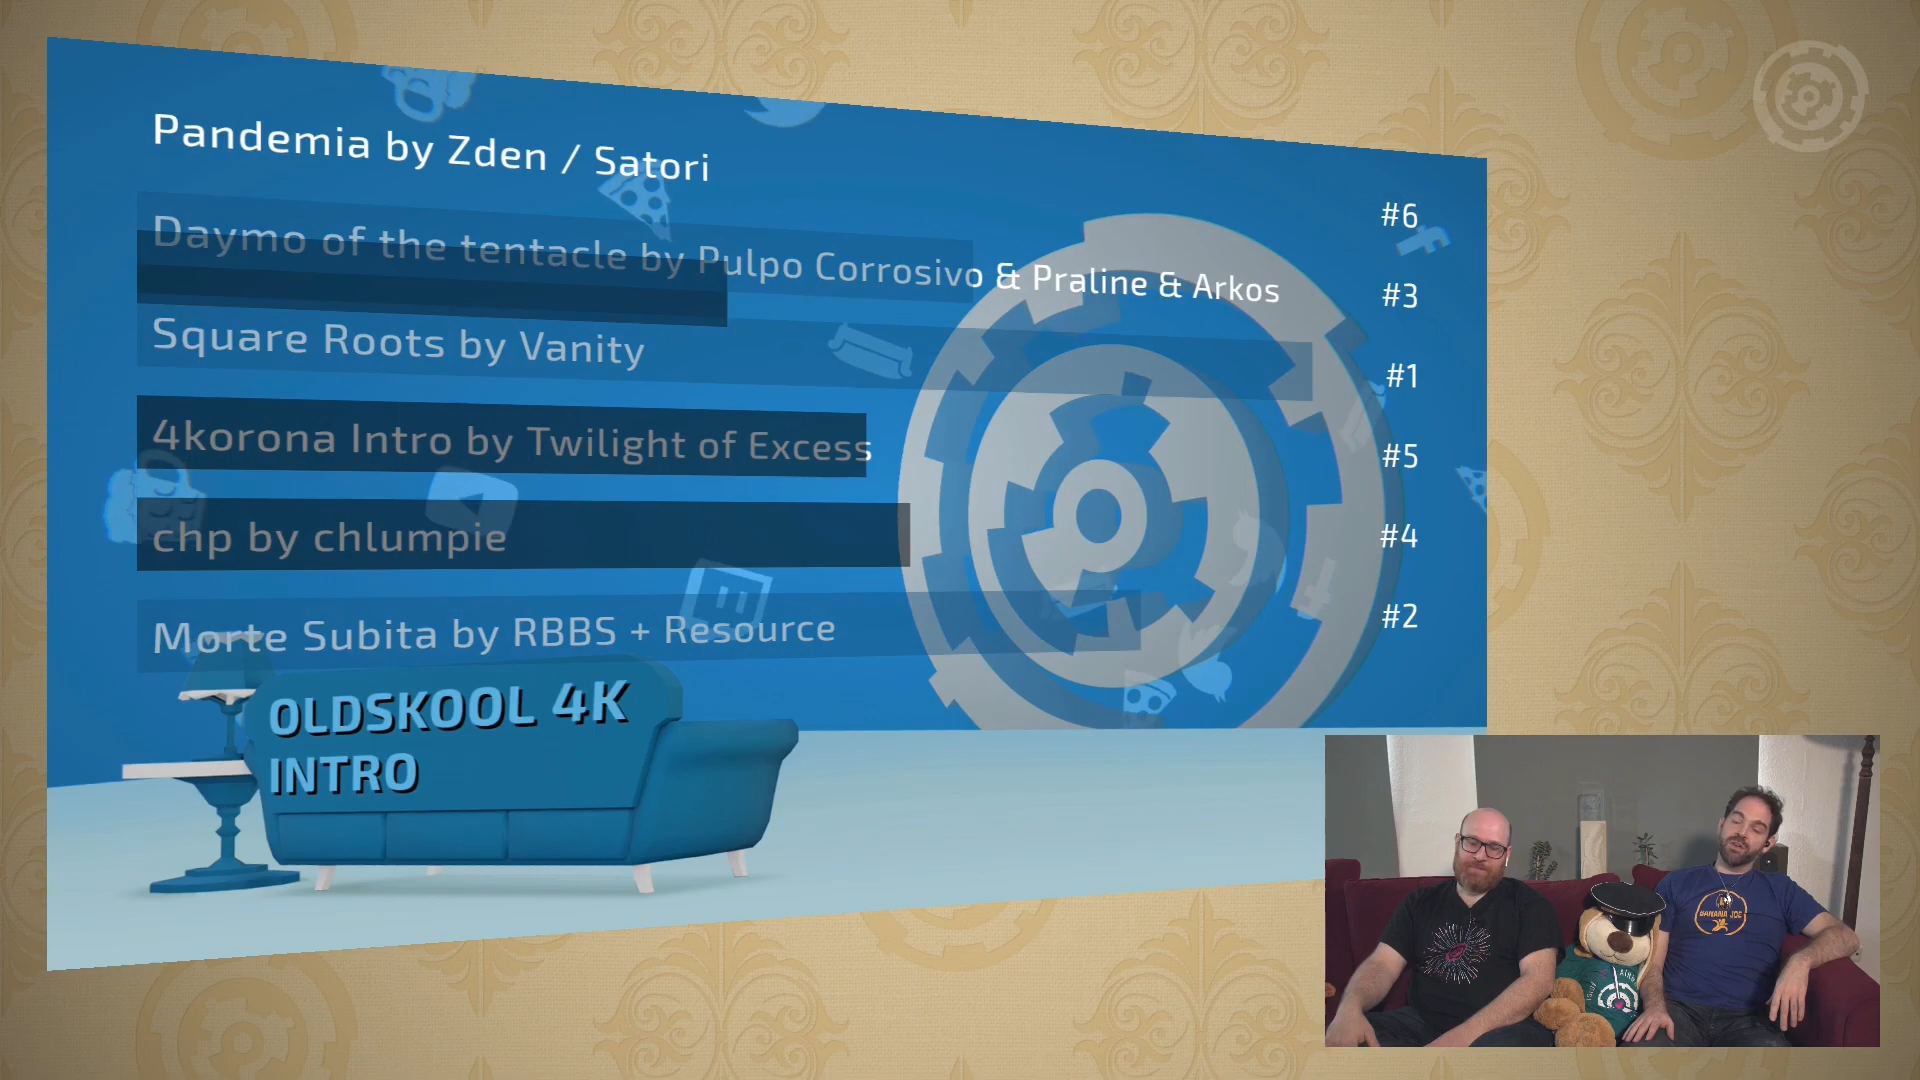 Pandemia by Zden / Satori
#6
Daymo of the tentacle by Pulpo Corrosivo & Praline & Arkos
#3
Square Roots by Vanity
#1
4korona Intro by Twilight of Excess
#5
chp by chlumpie
#4
Morte Subita by RBBS + Resource
#2
OLDSKOOL 4K
INTRO
BANANA JOE